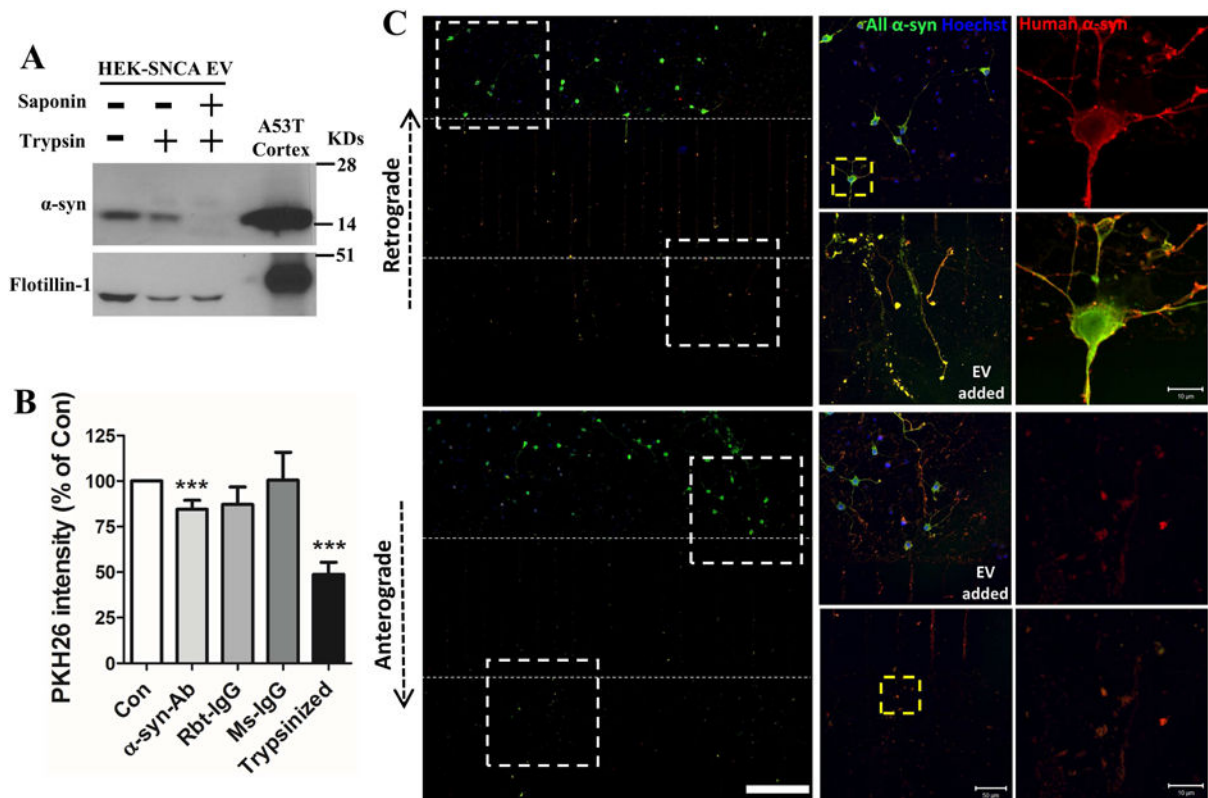 A
HEK-SNCA EV
Saponin - - +
Trypsin - + +
A53T
Cortex
KDs
α-syn
28
14
Flotillin-1
51
B
PKH26 intensity (% of Con)
125
100
75
50
25
0
***
***
Con
α-syn-Ab
Rbt-IgG
Ms-IgG
Trypsinized
C
Retrograde
Anterograde
All α-syn Hoechst
Human α-syn
EV
added
10 µm
EV
added
50 µm
10 µm